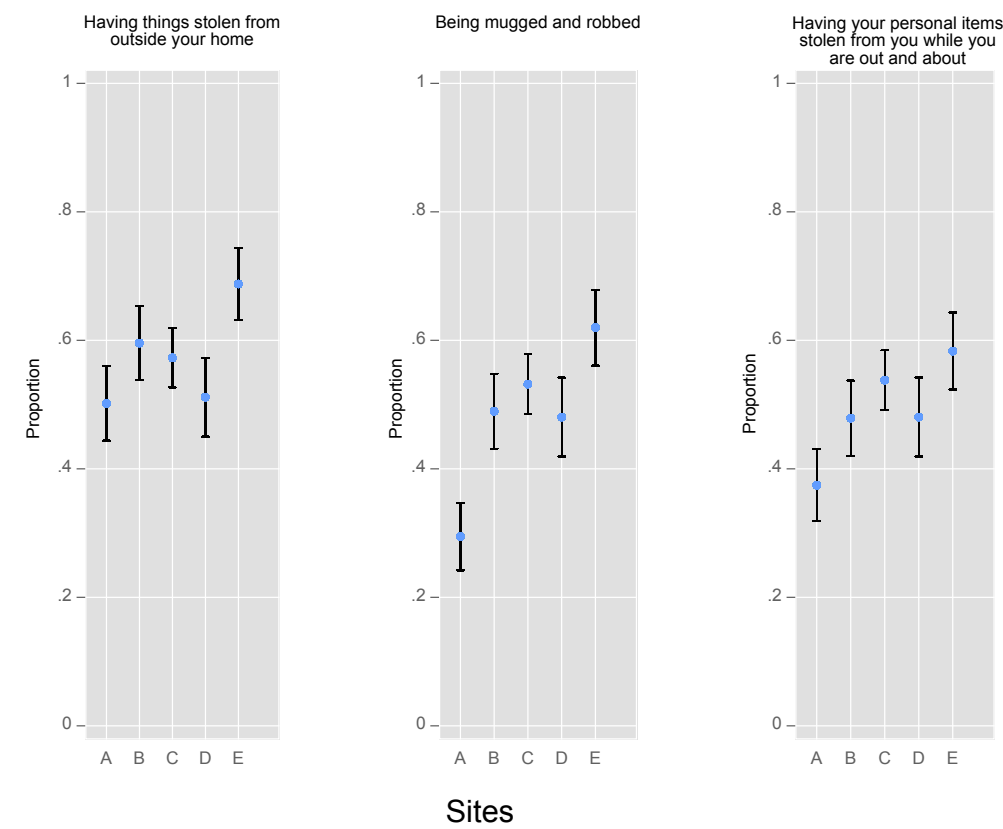 Having things stolen from
outside your home
Being mugged and robbed
Having your personal items
stolen from you while you
are out and about
1
.8
.6
.4
.2
0
Proportion
A B C D E
1
.8
.6
.4
.2
0
Proportion
A B C D E
1
.8
.6
.4
.2
0
Proportion
A B C D E
Sites